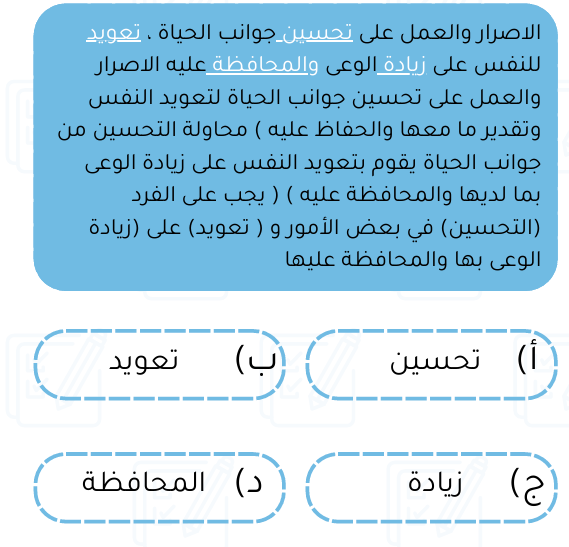 الاصرار والعمل على تحسين جوانب الحياة ، تعويد
للنفس على زيادة الوعى والمحافظة عليه الاصرار
والعمل على تحسين جوانب الحياة لتعويد النفس
وتقدير ما معها والحفاظ عليه ( محاولة التحسين من
جوانب الحياة يقوم بتعويد النفس على زيادة الوعى
بما لديها والمحافظة عليه ) ( يجب على الفرد
(التحسين) في بعض الأمور و ( تعويد) على (زيادة
الوعى بها والمحافظة عليها
أ) تحسين
ب) تعويد
ج) زيادة
د) المحافظة